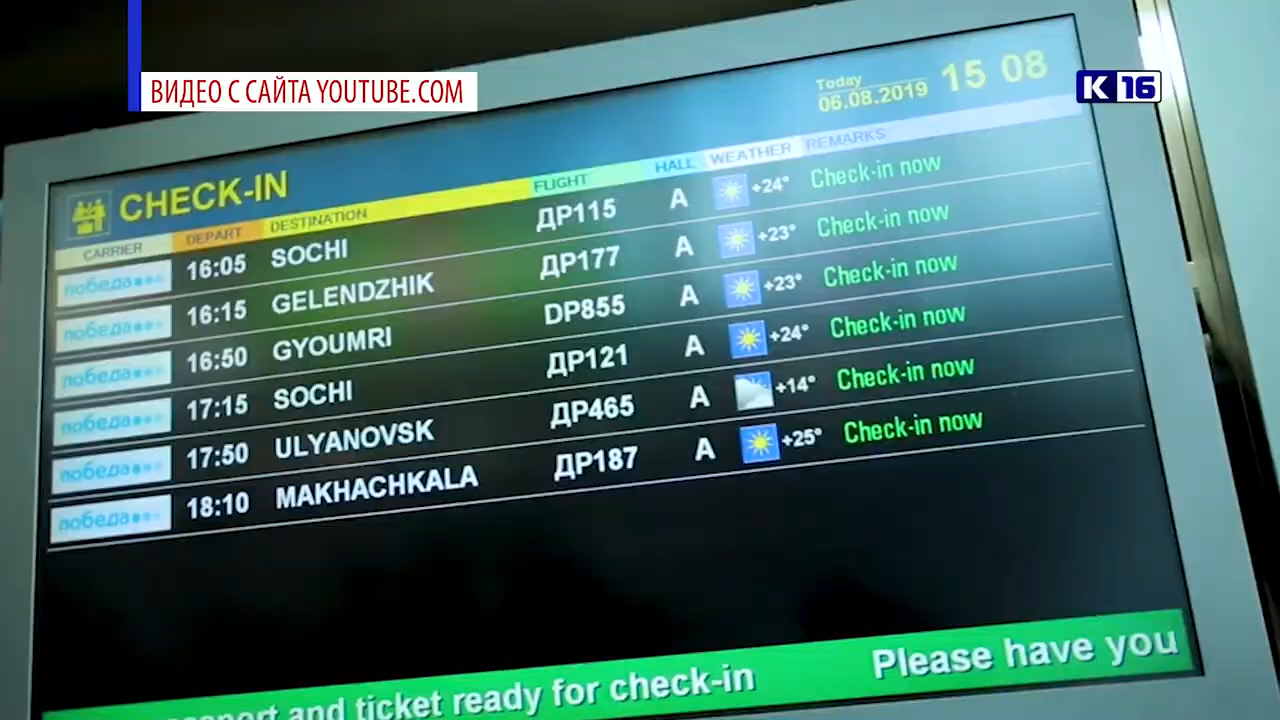 ВИДЕО С САЙТА YOUTUBE.COM
K 16
Today
06.08.2019
15 08
CHECK-IN
CARRIER DEPART DESTINATION FLIGHT HALL WEATHER REMARKS
победа 16:05 SOCHI ДР115 A +24° Check-in now
победа 16:15 GELENDZHIK ДР177 A +23° Check-in now
победа 16:50 GYOUMRI DP855 A +23° Check-in now
победа 17:15 SOCHI ДР121 A +24° Check-in now
победа 17:50 ULYANOVSK ДР465 A +14° Check-in now
победа 18:10 MAKHACHKALA ДР187 A +25° Check-in now
and ticket ready for check-in Please have you